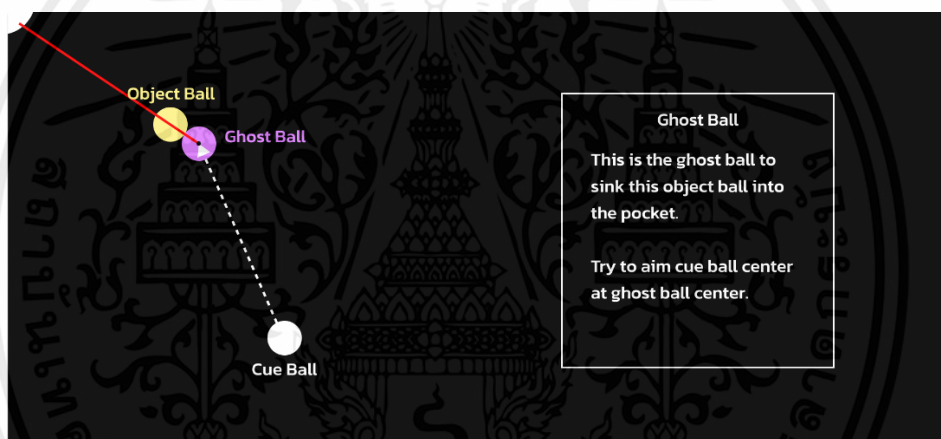 Object Ball
Ghost Ball
Cue Ball
Ghost Ball
This is the ghost ball to
sink this object ball into
the pocket.
Try to aim cue ball center
at ghost ball center.